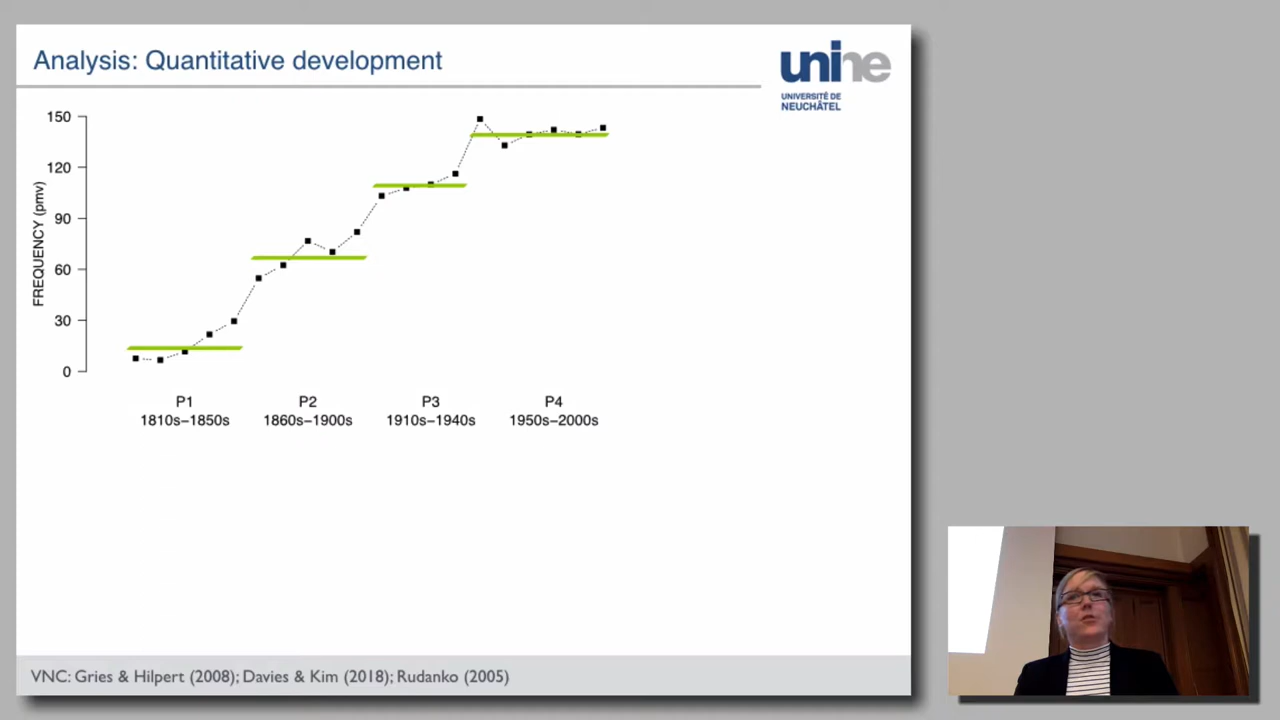 Analysis: Quantitative development
unine
UNIVERSITÉ DE
NEUCHÂTEL
150
120
90
60
30
0
FREQUENCY (pmv)
P1
1810s–1850s
P2
1860s–1900s
P3
1910s–1940s
P4
1950s–2000s
VNC: Gries & Hilpert (2008); Davies & Kim (2018); Rudanko (2005)